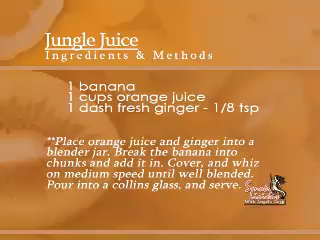 Jungle Juice
Ingredients & Methods
1 banana
1 cups orange juice
1 dash fresh ginger - 1/8 tsp
**Place orange juice and ginger into a
blender jar. Break the banana into
chunks and add it in. Cover, and whiz
on medium speed until well blended.
Pour into a collins glass, and serve.